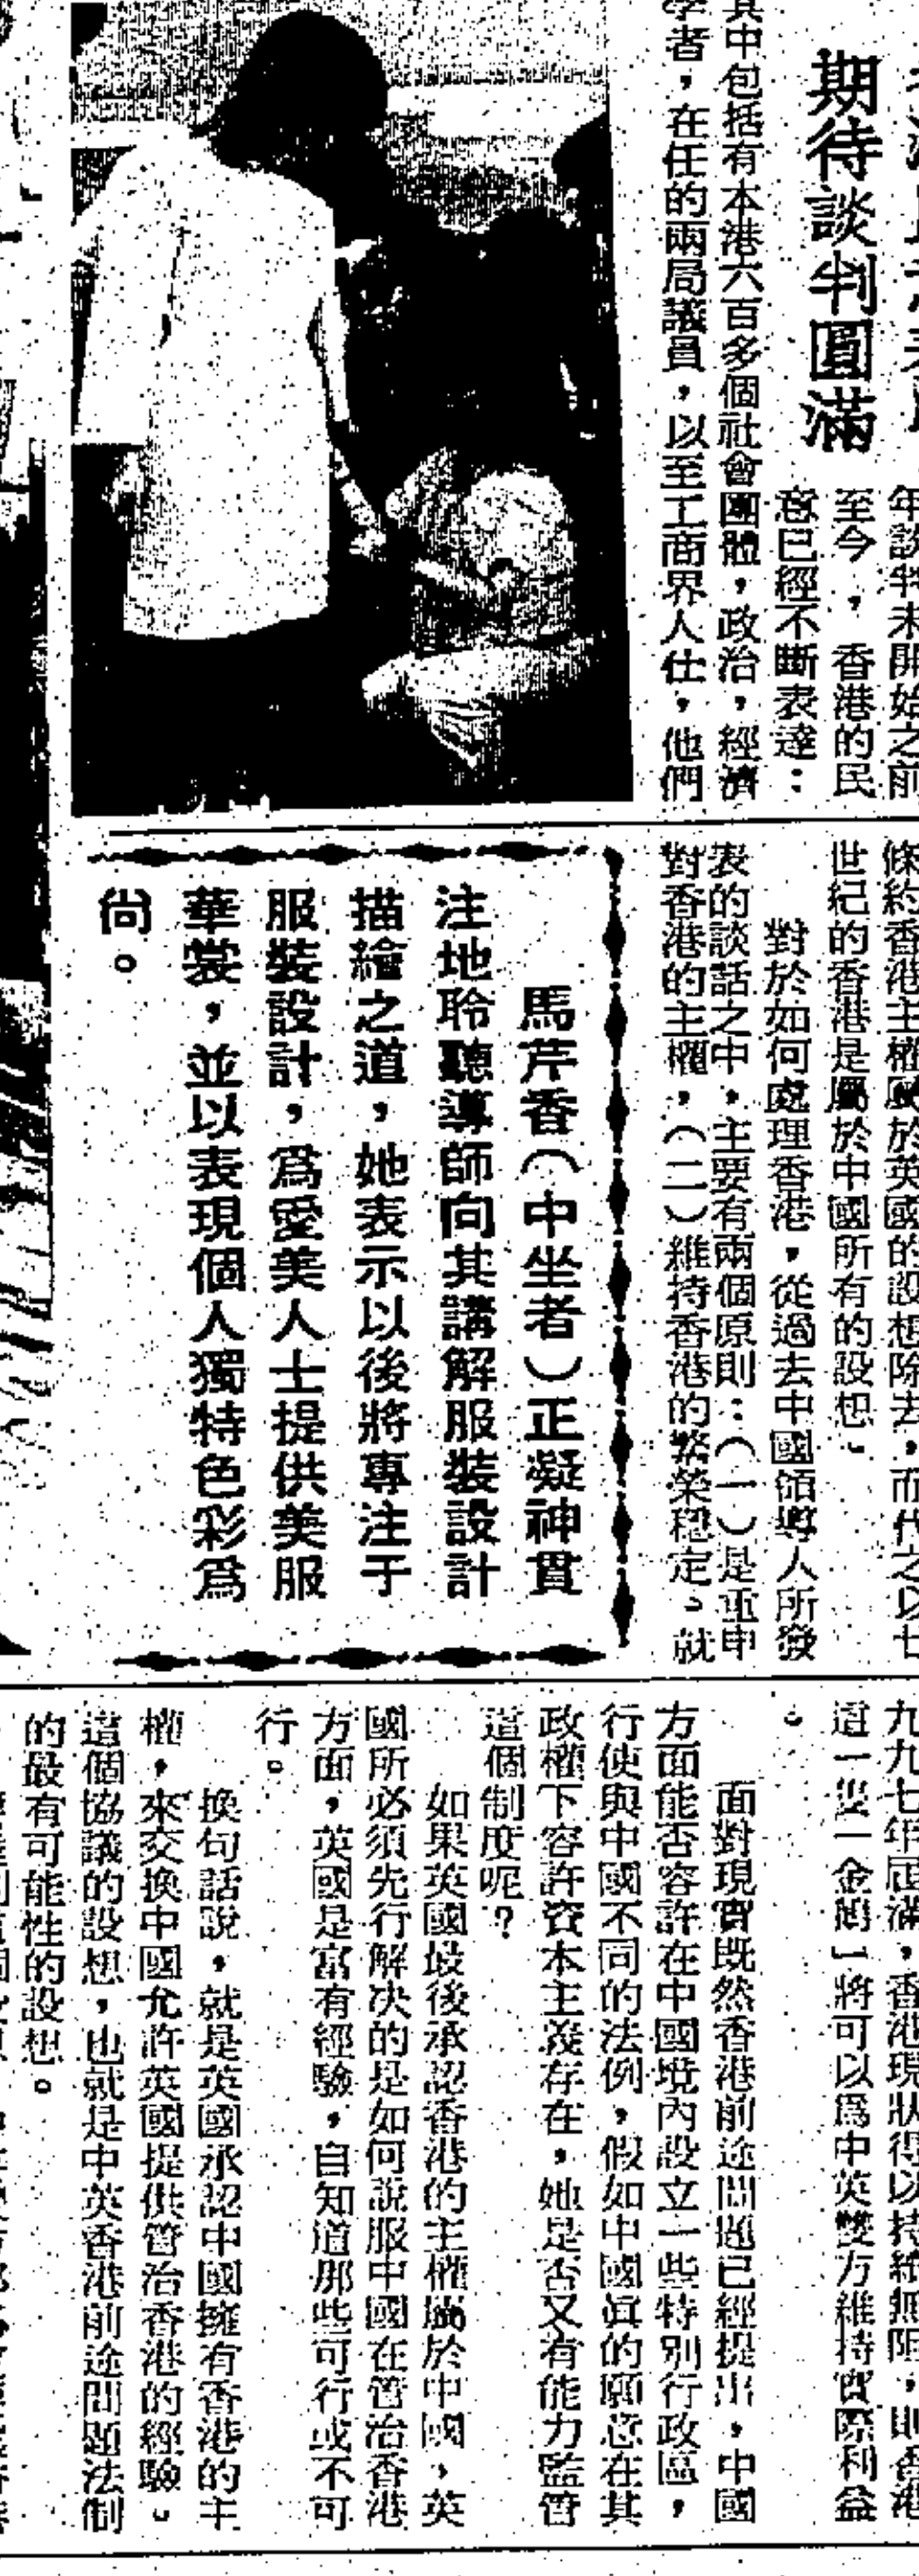 期待談判圓滿
年談判未開始之前
至今，香港的民
意已經不斷表達：
其中包括有本港六百多個社會團體，政治，經濟
學者，在任的兩局議員，以至工商界人仕，他們
條約香港主權屬於英國的設想除去，而代之以廿
世紀的香港是屬於中國所有的設想。
對於如何處理香港，從過去中國領導人所發
表的談話之中，主要有兩個原則：（一）是重申
對香港的主權，（二）維持香港的繁榮穩定。就
馬芹香（中坐者）正凝神貫
注地聆聽導師向其講解服裝設計
描繪之道，她表示以後將專注于
服裝設計，爲愛美人士提供美服
華裳，並以表現個人獨特色彩爲
尚。
九九七年屆滿，香港現狀得以持續無阻，則香港
這一隻「金鵝」將可以爲中英雙方維持實際利益
。
面對現實既然香港前途問題已經提出，中國
方面能否容許在中國境內設立一些特別行政區，
行使與中國不同的法例，假如中國眞的願意在其
政權下容許資本主義存在，她是否又有能力監管
這個制度呢？
如果英國最後承認香港的主權屬於中國，英
國所必須先行解決的是如何說服中國在管治香港
方面，英國是富有經驗，自知道那些可行或不可
行。
換句話說，就是英國承認中國擁有香港的主
權，來交換中國允許英國提供管治香港的經驗。
這個協議的設想，也就是中英香港前途問題法制
的最有可能性的設想。